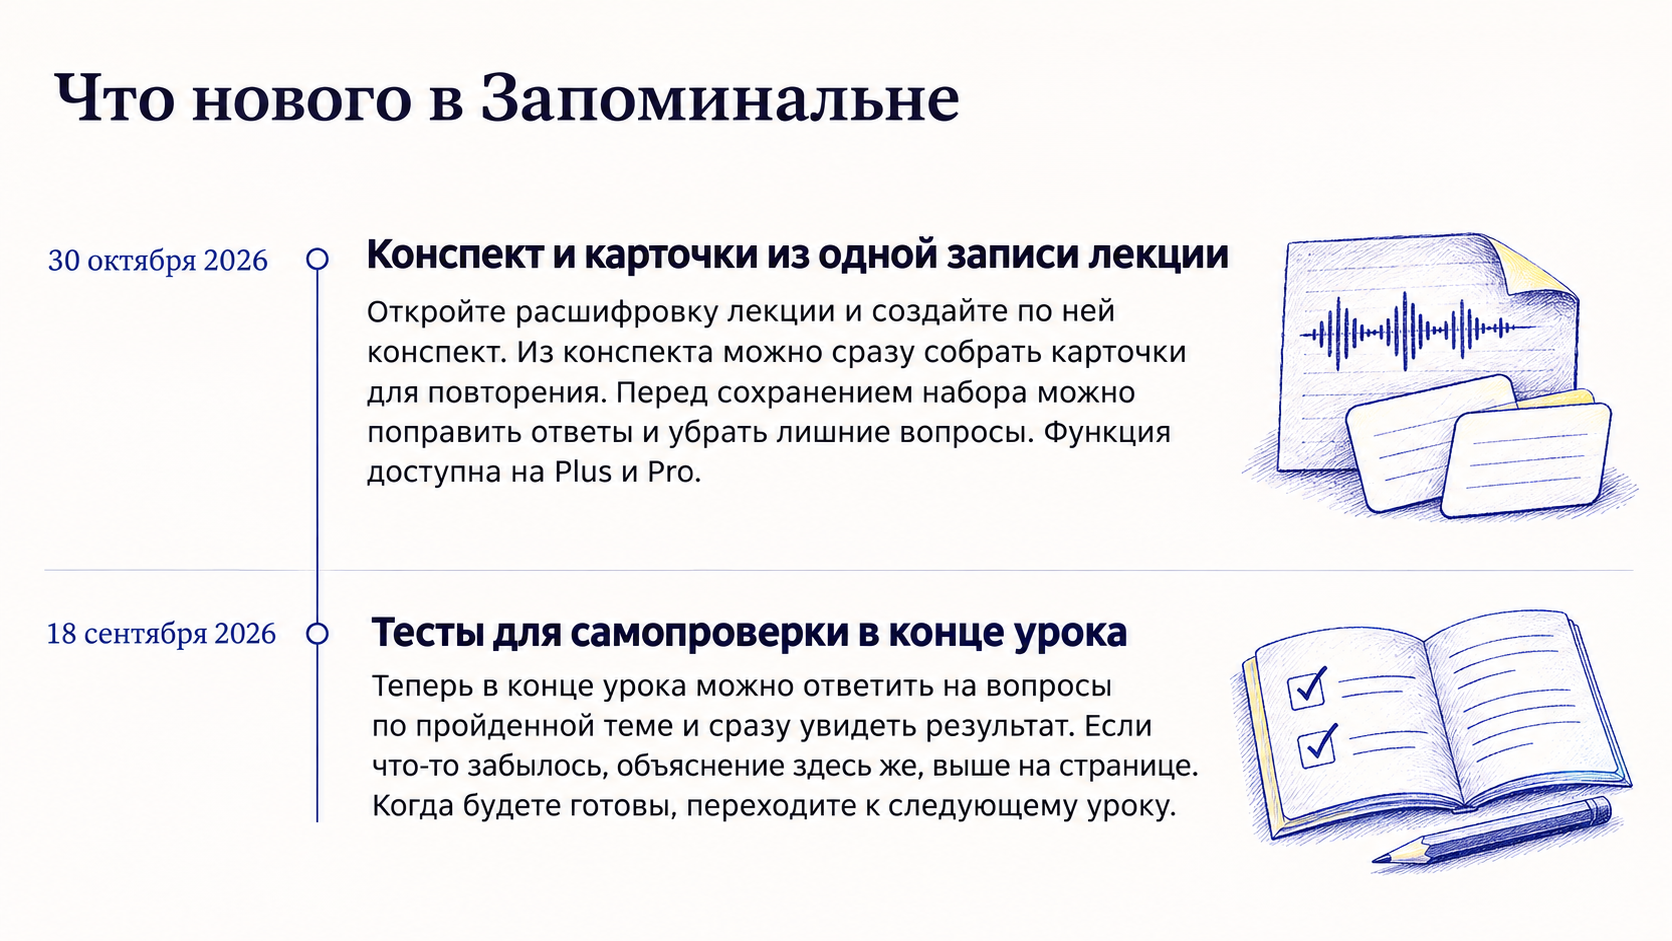 Что нового в Запоминальне
30 октября 2026
Конспект и карточки из одной записи лекции
Откройте расшифровку лекции и создайте по ней
конспект. Из конспекта можно сразу собрать карточки
для повторения. Перед сохранением набора можно
поправить ответы и убрать лишние вопросы. Функция
доступна на Plus и Pro.
18 сентября 2026
Тесты для самопроверки в конце урока
Теперь в конце урока можно ответить на вопросы
по пройденной теме и сразу увидеть результат. Если
что-то забылось, объяснение здесь же, выше на странице.
Когда будете готовы, переходите к следующему уроку.